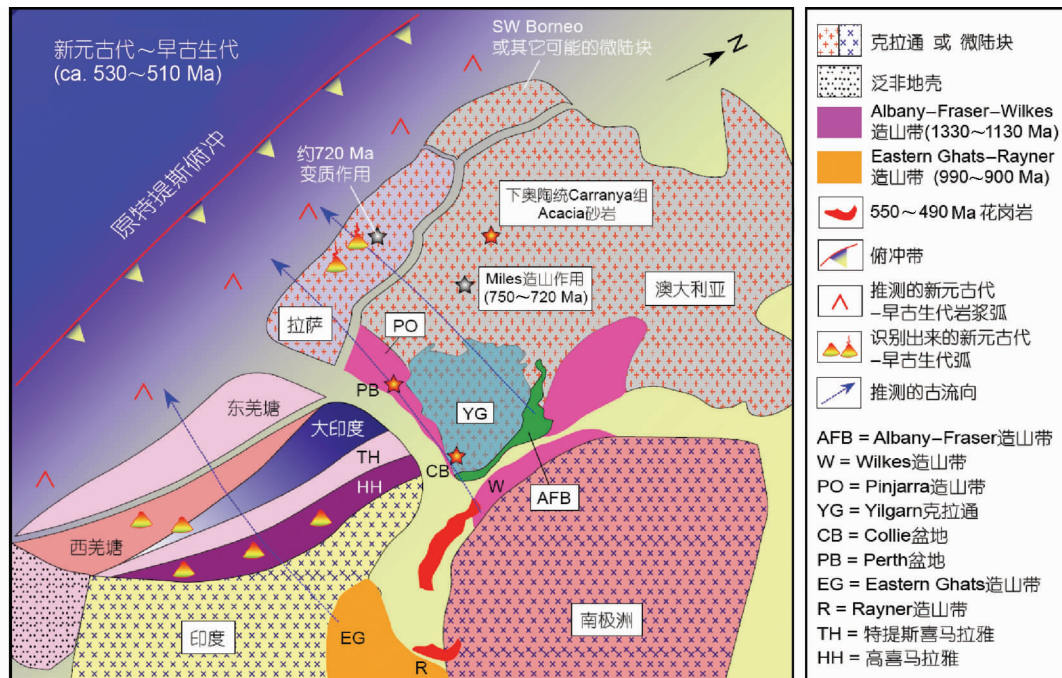 新元古代～早古生代
(ca. 530～510 Ma)
SW Borneo
或其它可能的微陆块
Z
原特提斯俯冲
约720 Ma
变质作用
下奥陶统Carranya组
Acacia砂岩
Miles造山作用
(750～720 Ma)
澳大利亚
拉萨
PO
PB
YG
东羌塘
大印度
TH
HH
CB
W
AFB
西羌塘
印度
EG
R
南极洲
克拉通 或 微陆块
泛非地壳
Albany–Fraser–Wilkes
造山带(1330～1130 Ma)
Eastern Ghats–Rayner
造山带 (990～900 Ma)
550～490 Ma 花岗岩
俯冲带
推测的新元古代
-早古生代岩浆弧
识别出来的新元古代
-早古生代弧
推测的古流向
AFB = Albany–Fraser造山带
W = Wilkes造山带
PO = Pinjarra造山带
YG = Yilgarn克拉通
CB = Collie盆地
PB = Perth盆地
EG = Eastern Ghats造山带
R = Rayner造山带
TH = 特提斯喜马拉雅
HH = 高喜马拉雅